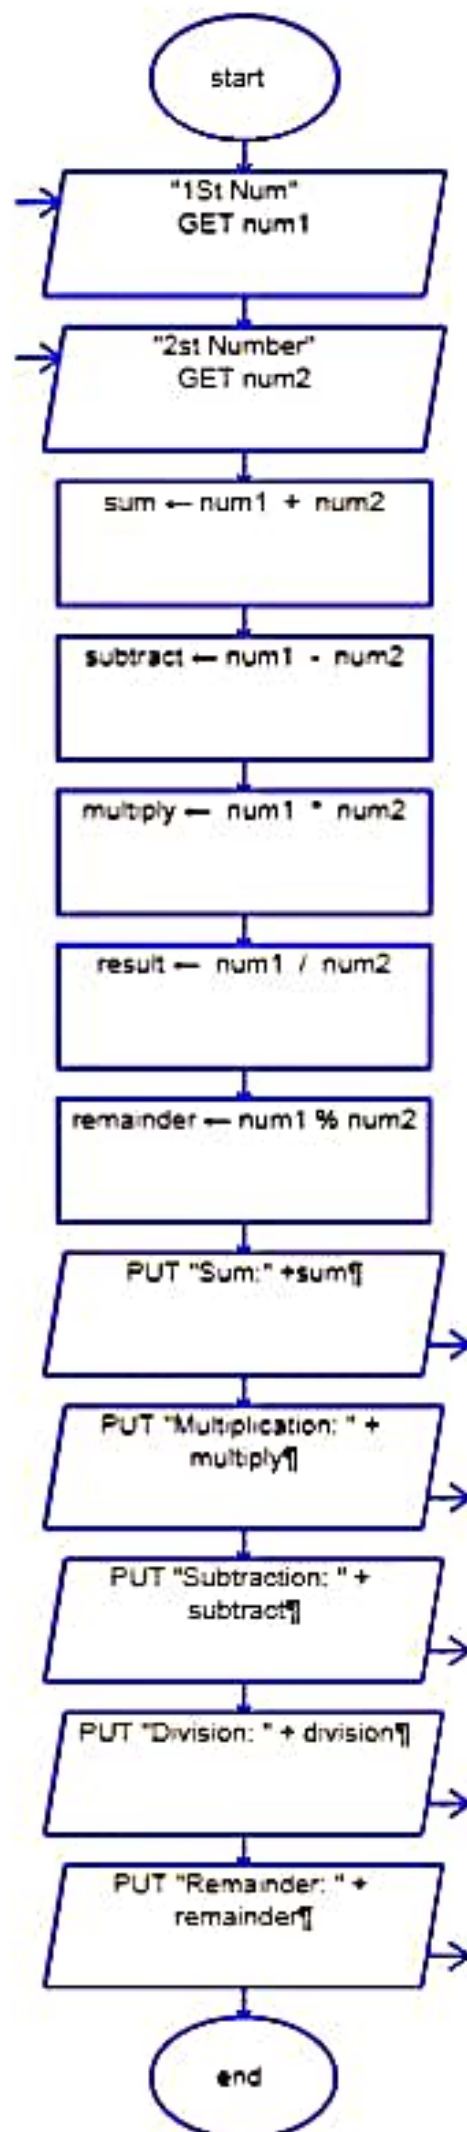 start
"1St Num"
GET num1
"2st Number"
GET num2
sum ← num1 + num2
subtract ← num1 - num2
multiply ← num1 * num2
result ← num1 / num2
remainder ← num1 % num2
PUT "Sum:" +sum¶
PUT "Multiplication: " +
multiply¶
PUT "Subtraction: " +
subtract¶
PUT "Division: " + division¶
PUT "Remainder: " +
remainder¶
end